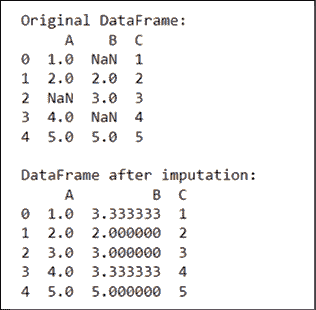 Original DataFrame:
     A    B  C
0  1.0  NaN  1
1  2.0  2.0  2
2  NaN  3.0  3
3  4.0  NaN  4
4  5.0  5.0  5

DataFrame after imputation:
     A         B  C
0  1.0  3.333333  1
1  2.0  2.000000  2
2  3.0  3.000000  3
3  4.0  3.333333  4
4  5.0  5.000000  5